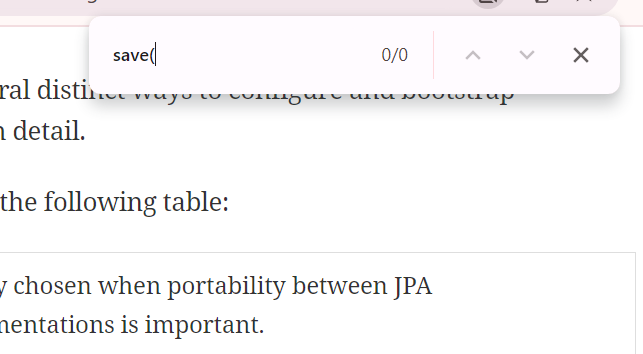 save( 0/0
ral distinct ways to configure and bootstrap
n detail.
the following table:
y chosen when portability between JPA
mentations is important.